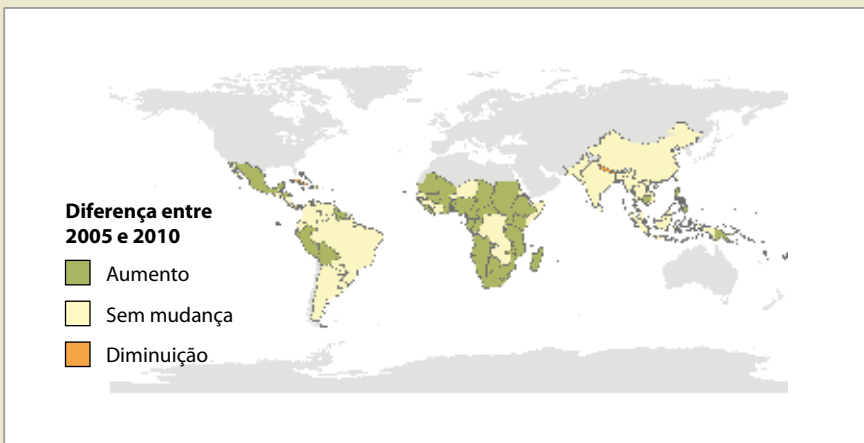 Diferença entre
2005 e 2010
Aumento
Sem mudança
Diminuição